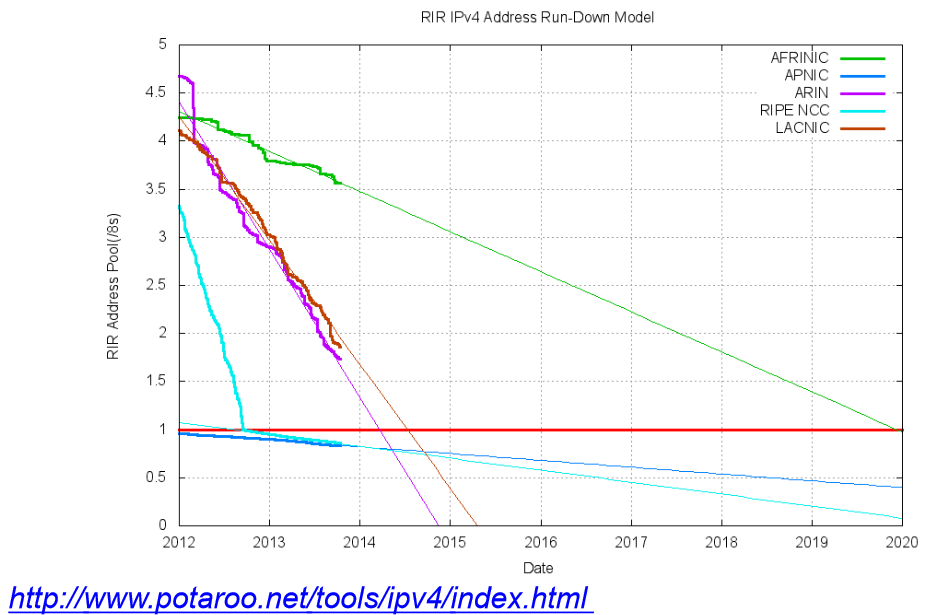 RIR IPv4 Address Run-Down Model
AFRINIC
APNIC
ARIN
RIPE NCC
LACNIC
RIR Address Pool(/8s)
5
4.5
4
3.5
3
2.5
2
1.5
1
0.5
0
2012 2013 2014 2015 2016 2017 2018 2019 2020
Date
http://www.potaroo.net/tools/ipv4/index.html